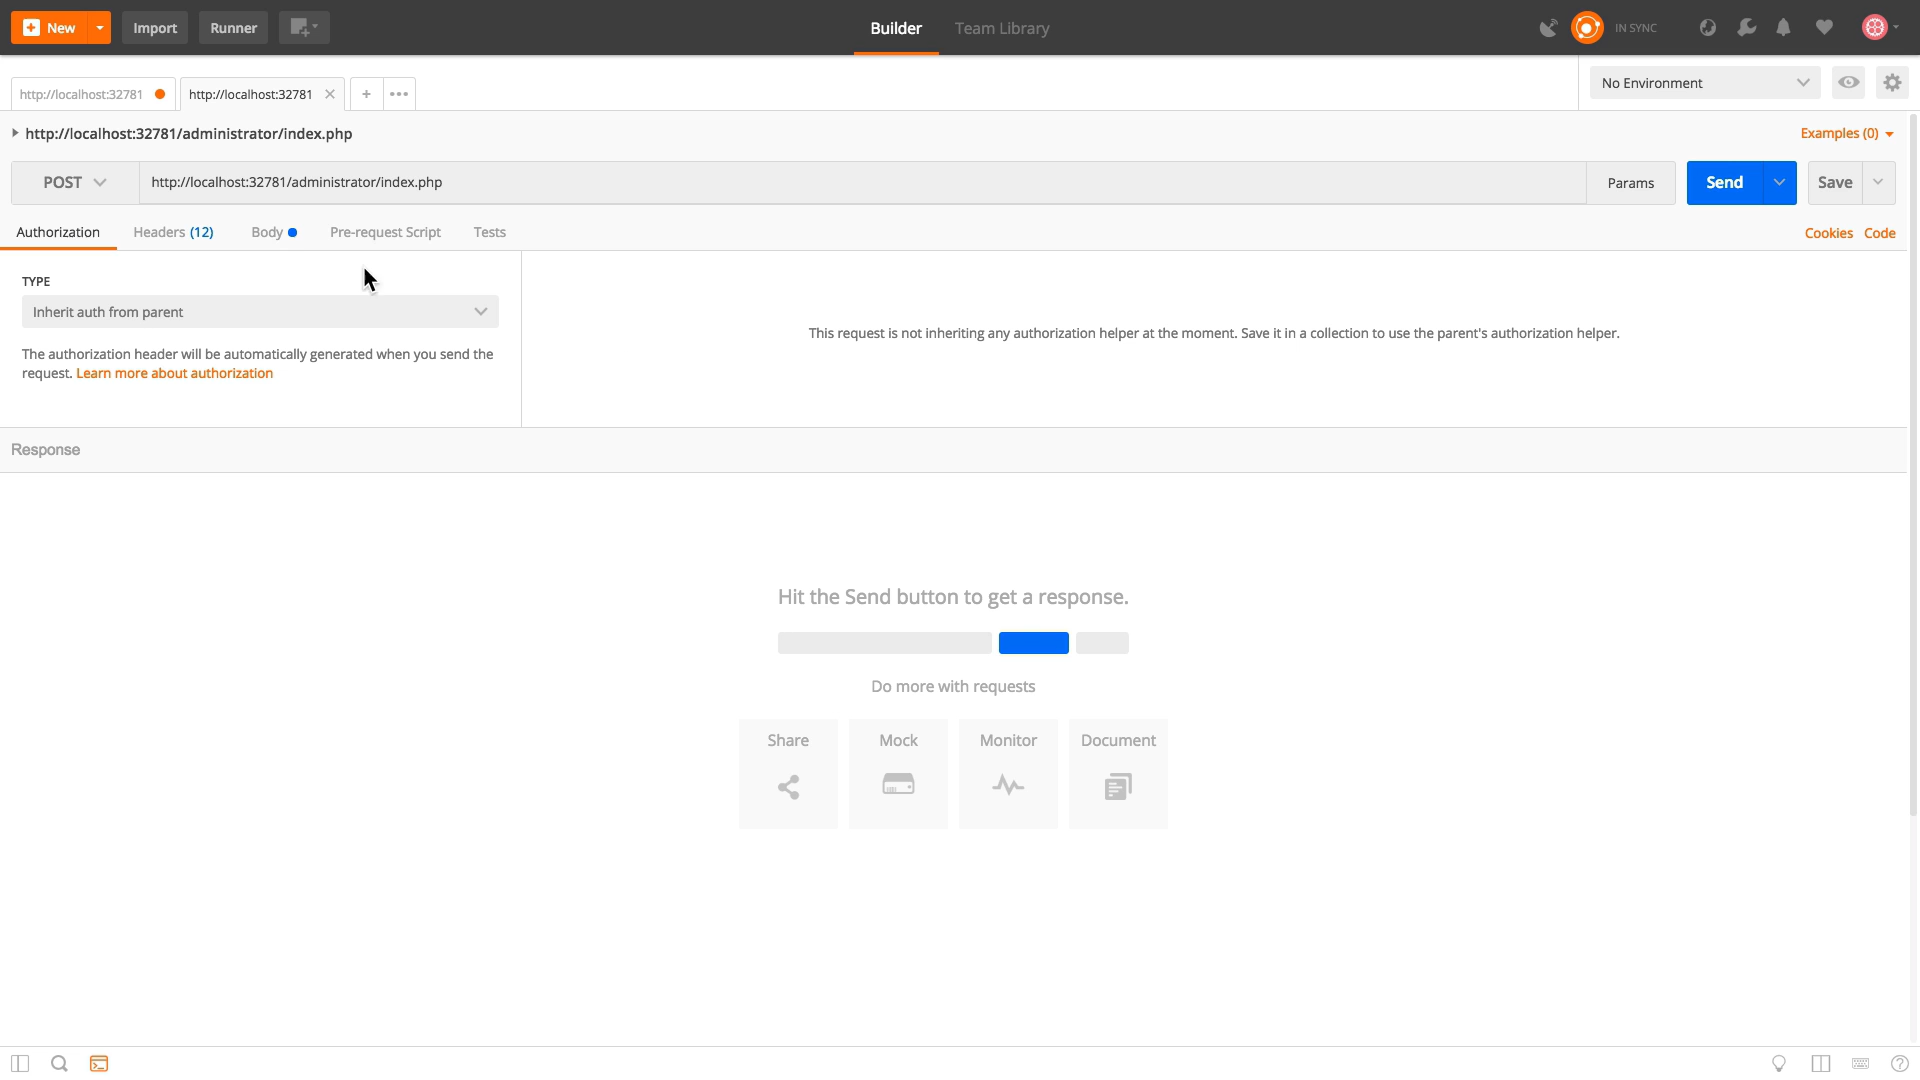 New
Import
Runner
Builder
Team Library
IN SYNC
http://localhost:32781
http://localhost:32781
No Environment
http://localhost:32781/administrator/index.php
Examples (0)
POST
http://localhost:32781/administrator/index.php
Params
Send
Save
Authorization
Headers (12)
Body
Pre-request Script
Tests
Cookies
Code
TYPE
Inherit auth from parent
The authorization header will be automatically generated when you send the
request. Learn more about authorization
This request is not inheriting any authorization helper at the moment. Save it in a collection to use the parent's authorization helper.
Response
Hit the Send button to get a response.
Do more with requests
Share
Mock
Monitor
Document